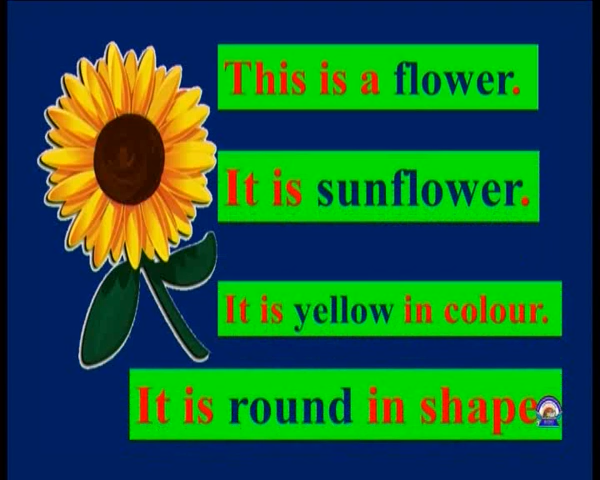 This is a flower.
It is sunflower.
It is yellow in colour.
It is round in shape